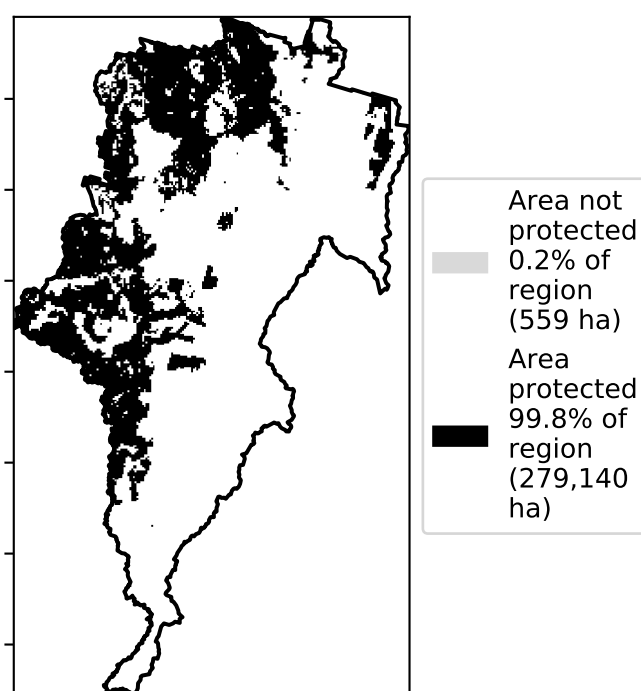 Area not
protected
0.2% of
region
(559 ha)
Area
protected
99.8% of
region
(279,140
ha)